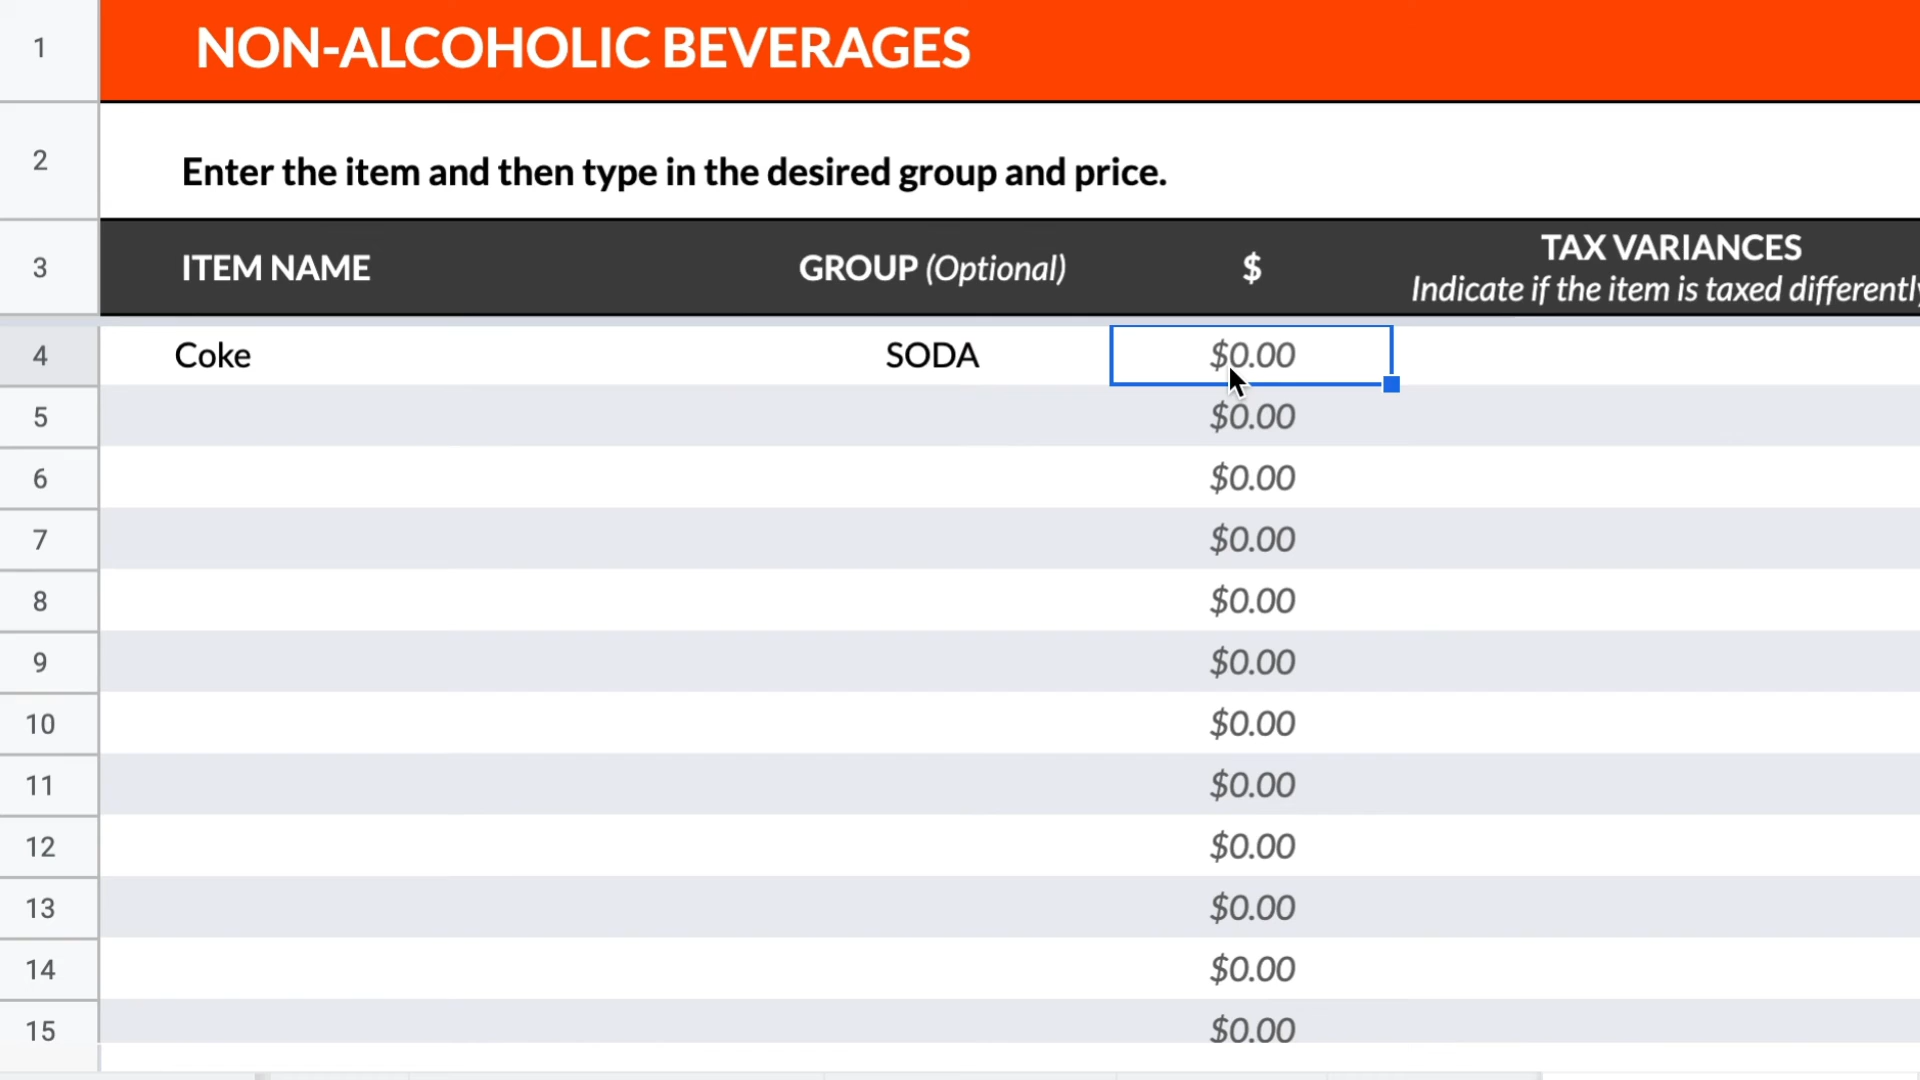 1 NON-ALCOHOLIC BEVERAGES
2 Enter the item and then type in the desired group and price.
3 ITEM NAME GROUP (Optional) $ TAX VARIANCES
Indicate if the item is taxed differently
4 Coke SODA $0.00
5 $0.00
6 $0.00
7 $0.00
8 $0.00
9 $0.00
10 $0.00
11 $0.00
12 $0.00
13 $0.00
14 $0.00
15 $0.00